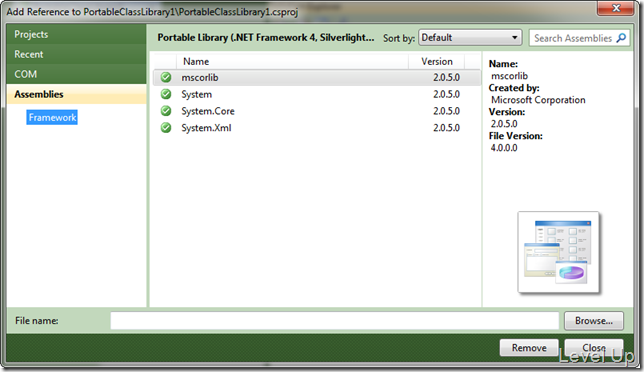 Add Reference to PortableClassLibrary1\PortableClassLibrary1.csproj
Projects
Recent
COM
Assemblies
Framework
Portable Library (.NET Framework 4, Silverlight...
Sort by:
Default
Search Assemblies
Name Version
mscorlib 2.0.5.0
System 2.0.5.0
System.Core 2.0.5.0
System.Xml 2.0.5.0
Name:
mscorlib
Created by:
Microsoft Corporation
Version:
2.0.5.0
File Version:
4.0.0.0
File name:
Browse...
Remove
Close
Level Up